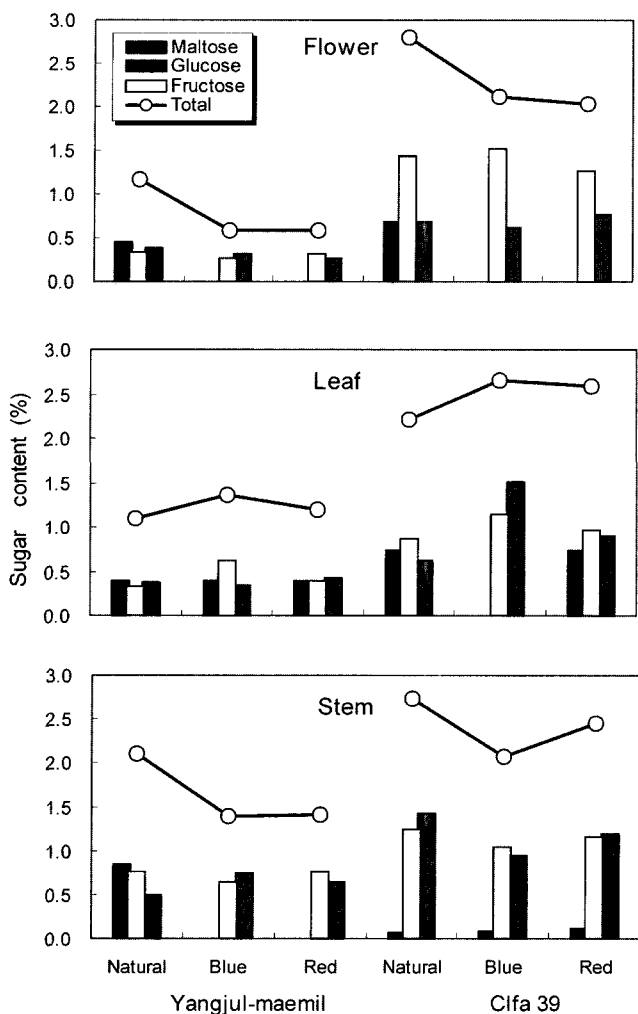 3.0
2.5
2.0
1.5
1.0
0.5
0.0
Maltose
Glucose
Fructose
Total
Flower
3.0
2.5
2.0
1.5
1.0
0.5
0.0
Leaf
Sugar content (%)
3.0
2.5
2.0
1.5
1.0
0.5
0.0
Stem
Natural Blue Red Natural Blue Red
Yangjul-maemil Clfa 39